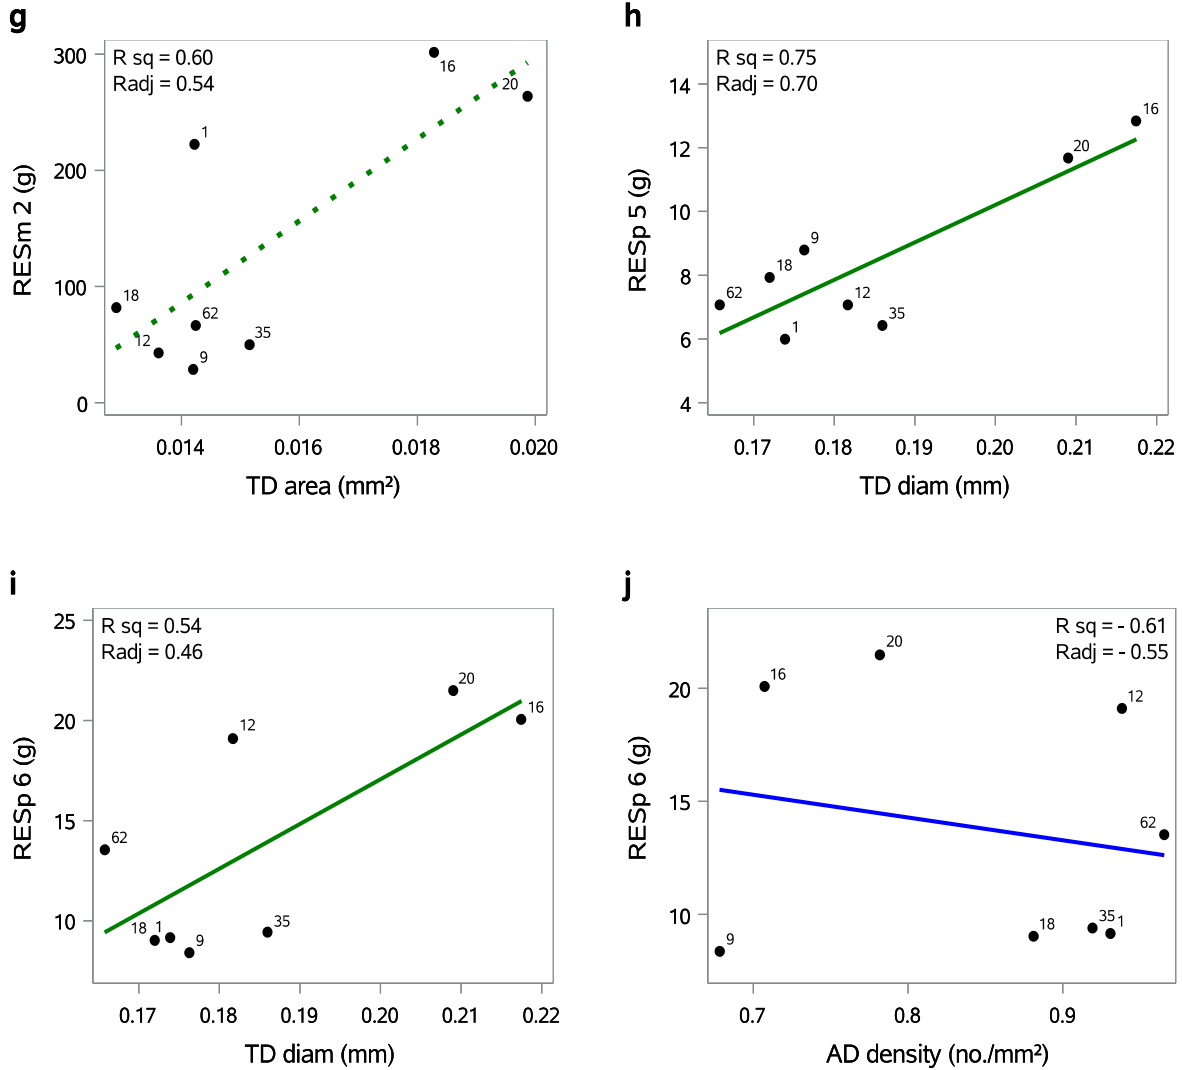 g
R sq = 0.60
Radj = 0.54
300
200
100
0
RESm 2 (g)
16
20
1
18
62
12
35
9
0.014 0.016 0.018 0.020
TD area (mm²)
h
R sq = 0.75
Radj = 0.70
14
12
10
8
6
4
RESp 5 (g)
16
20
9
18
62
12
35
1
0.17 0.18 0.19 0.20 0.21 0.22
TD diam (mm)
i
R sq = 0.54
Radj = 0.46
25
20
15
10
RESp 6 (g)
20
16
12
62
18 1
9
35
0.17 0.18 0.19 0.20 0.21 0.22
TD diam (mm)
j
R sq = - 0.61
Radj = - 0.55
20
15
10
RESp 6 (g)
20
16
12
62
9
18
35 1
0.7 0.8 0.9
AD density (no./mm²)